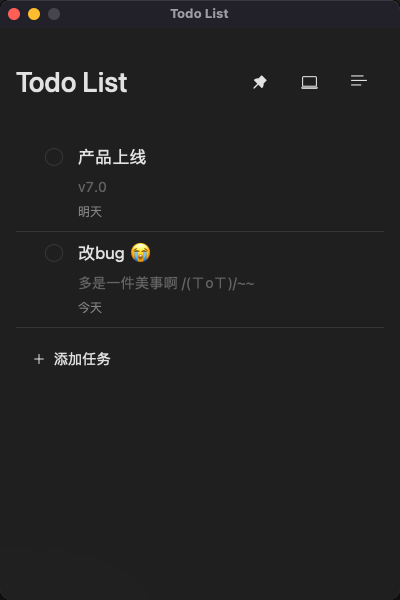 Todo List
Todo List
产品上线
v7.0
明天
改bug 😭
多是一件美事啊 /(ㄒoㄒ)/~~
今天
+ 添加任务